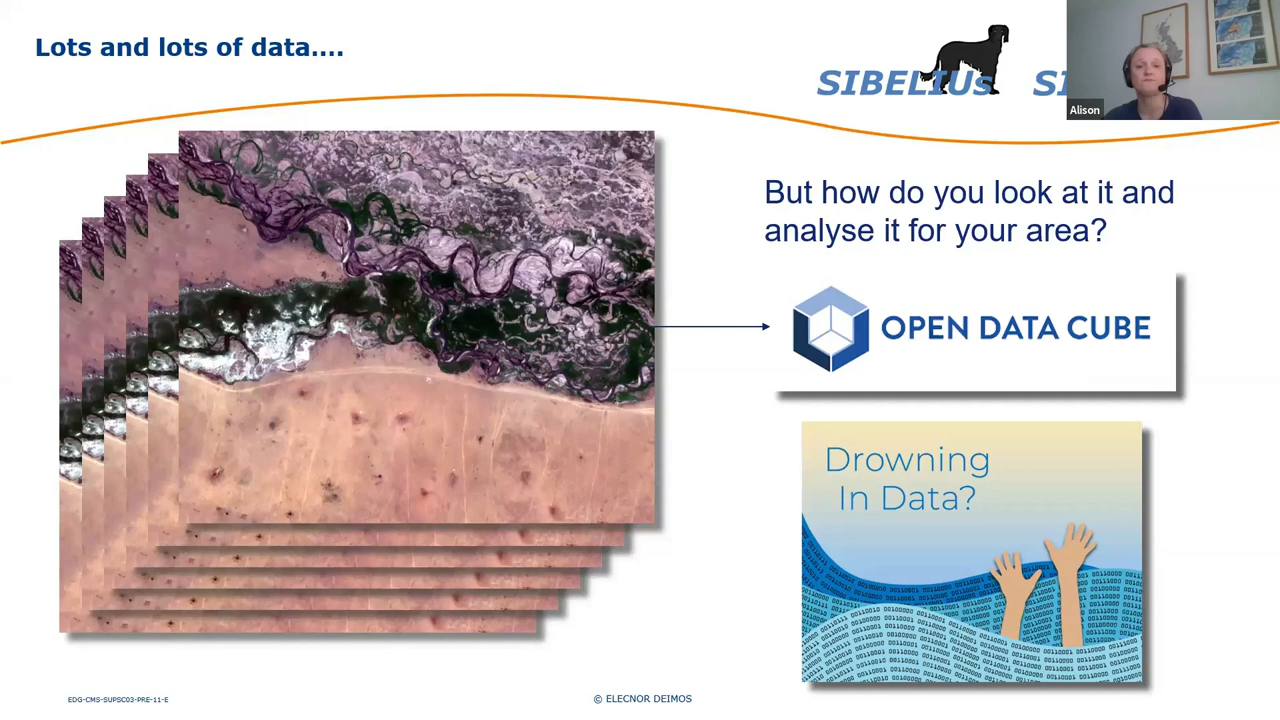 Lots and lots of data....
SIBELIUs
SI
Alison
But how do you look at it and
analyse it for your area?
OPEN DATA CUBE
Drowning
In Data?
EDG-CMS-SUPSC03-PRE-11-E
© ELECNOR DEIMOS